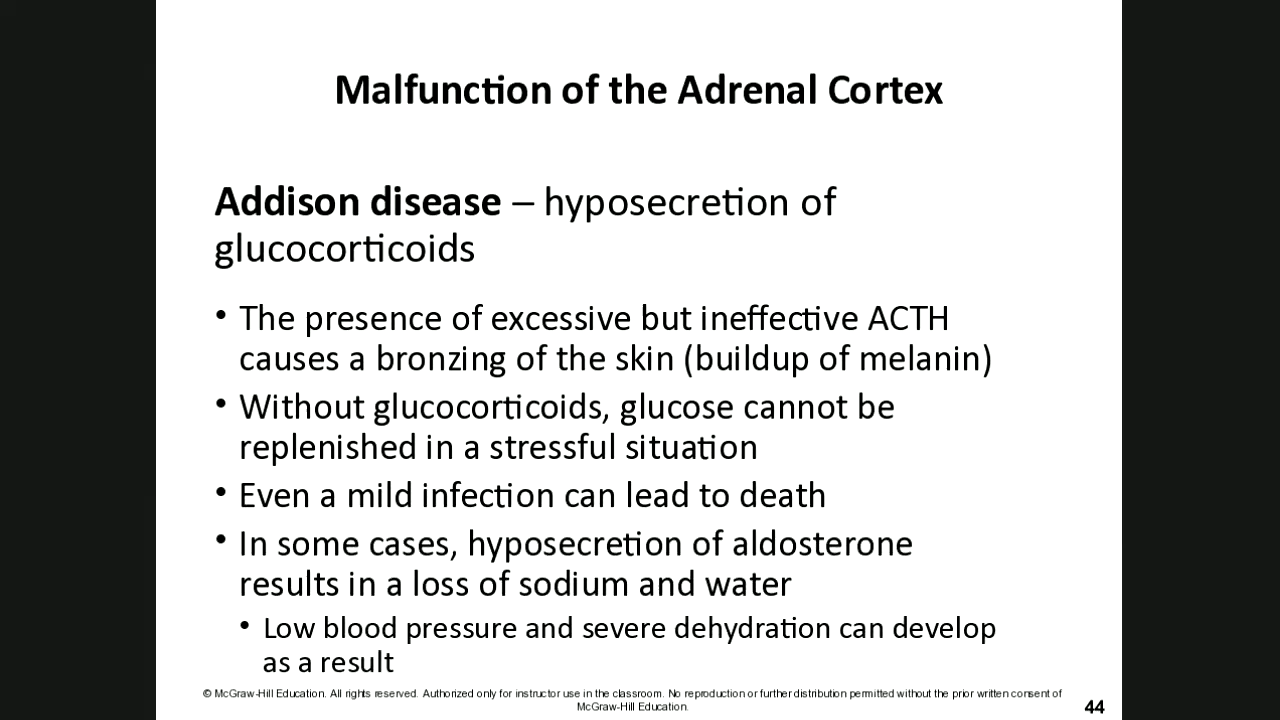 Malfunction of the Adrenal Cortex
Addison disease – hyposecretion of
glucocorticoids
• The presence of excessive but ineffective ACTH
causes a bronzing of the skin (buildup of melanin)
• Without glucocorticoids, glucose cannot be
replenished in a stressful situation
• Even a mild infection can lead to death
• In some cases, hyposecretion of aldosterone
results in a loss of sodium and water
• Low blood pressure and severe dehydration can develop
as a result
© McGraw-Hill Education. All rights reserved. Authorized only for instructor use in the classroom. No reproduction or further distribution permitted without the prior written consent of
McGraw-Hill Education.
44